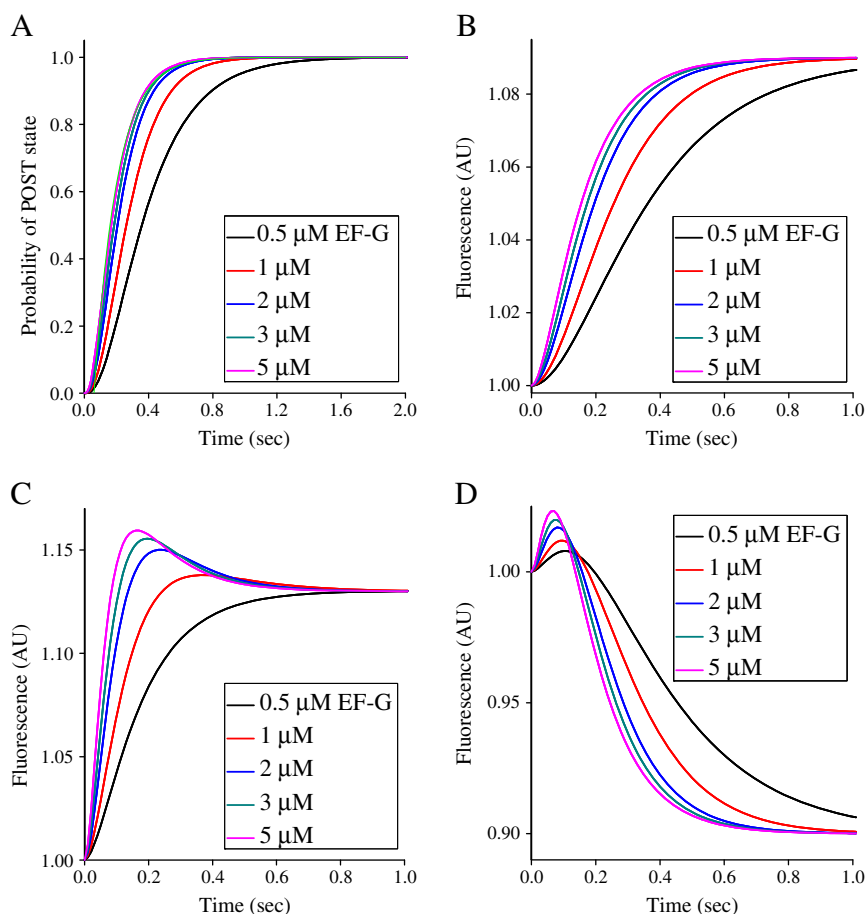 A
Probability of POST state
1.0
0.8
0.6
0.4
0.2
0.0
0.5 µM EF-G
1 µM
2 µM
3 µM
5 µM
0.0 0.4 0.8 1.2 1.6 2.0
Time (sec)
B
Fluorescence (AU)
1.08
1.06
1.04
1.02
1.00
0.5 µM EF-G
1 µM
2 µM
3 µM
5 µM
0.0 0.2 0.4 0.6 0.8 1.0
Time (sec)
C
Fluorescence (AU)
1.15
1.10
1.05
1.00
0.5 µM EF-G
1 µM
2 µM
3 µM
5 µM
0.0 0.2 0.4 0.6 0.8 1.0
Time (sec)
D
Fluorescence (AU)
1.00
0.95
0.90
0.5 µM EF-G
1 µM
2 µM
3 µM
5 µM
0.0 0.2 0.4 0.6 0.8 1.0
Time (sec)